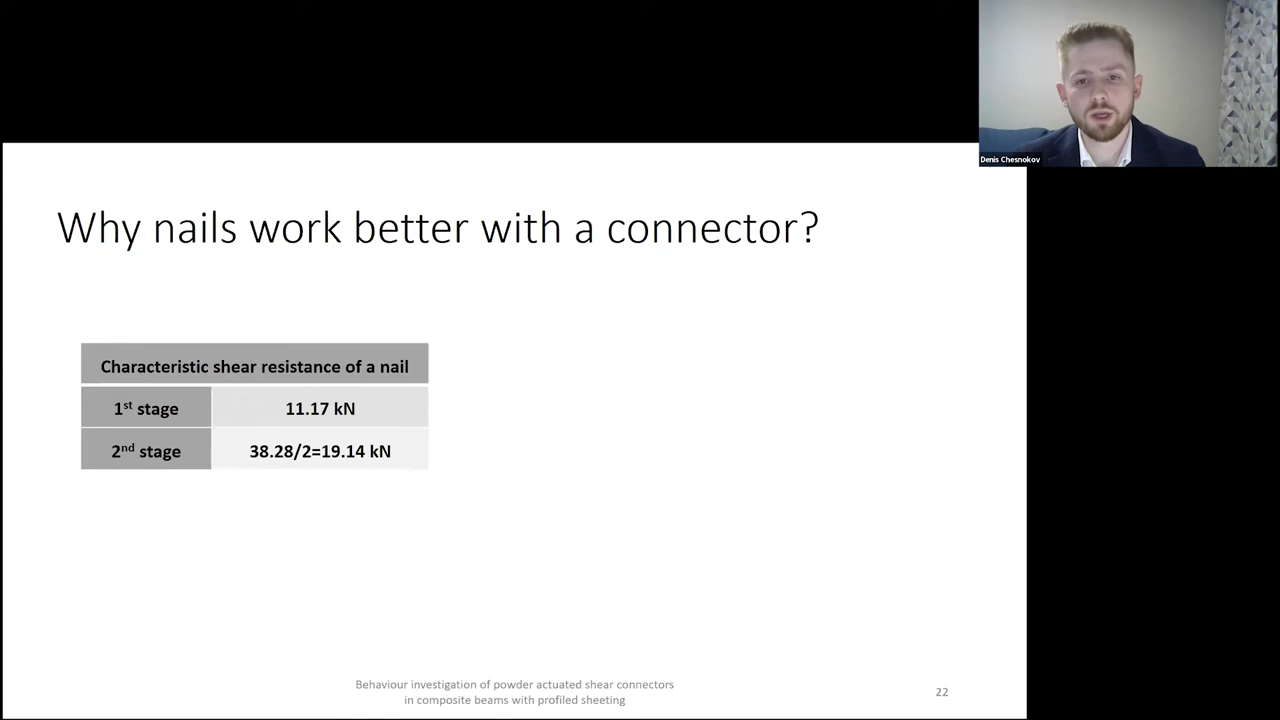 Denis Chesnokov
Why nails work better with a connector?
Characteristic shear resistance of a nail
1st stage
11.17 kN
2nd stage
38.28/2=19.14 kN
Behaviour investigation of powder actuated shear connectors
in composite beams with profiled sheeting
22